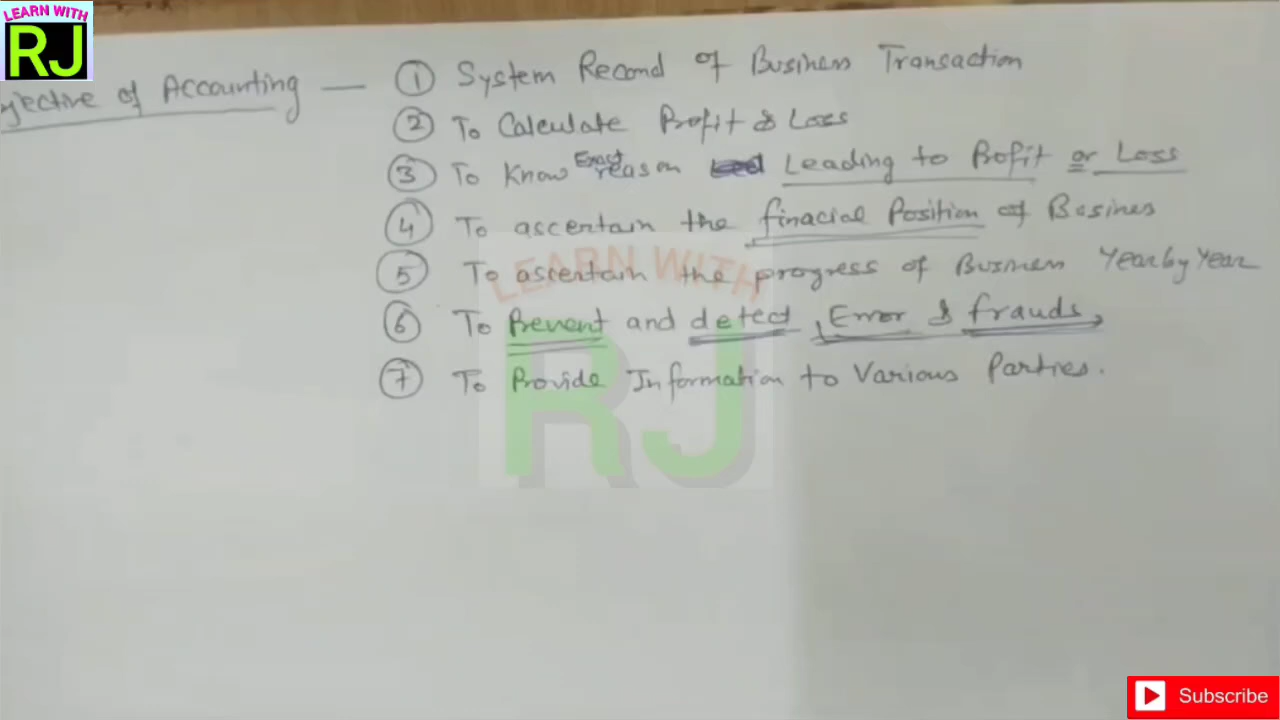 LEARN WITH
RJ
jective of Accounting — ① System Record of Business Transaction
② To Calculate Profit & Loss
③ To Know Exact reason Leading to Profit or Loss
④ To ascertain the finacial Position of Busines
⑤ To ascertain the progress of Business Year by Year
⑥ To Prevent and detect, Error & frauds,
⑦ To Provide Information to Various Parties.
LEARN WITH
RJ
Subscribe